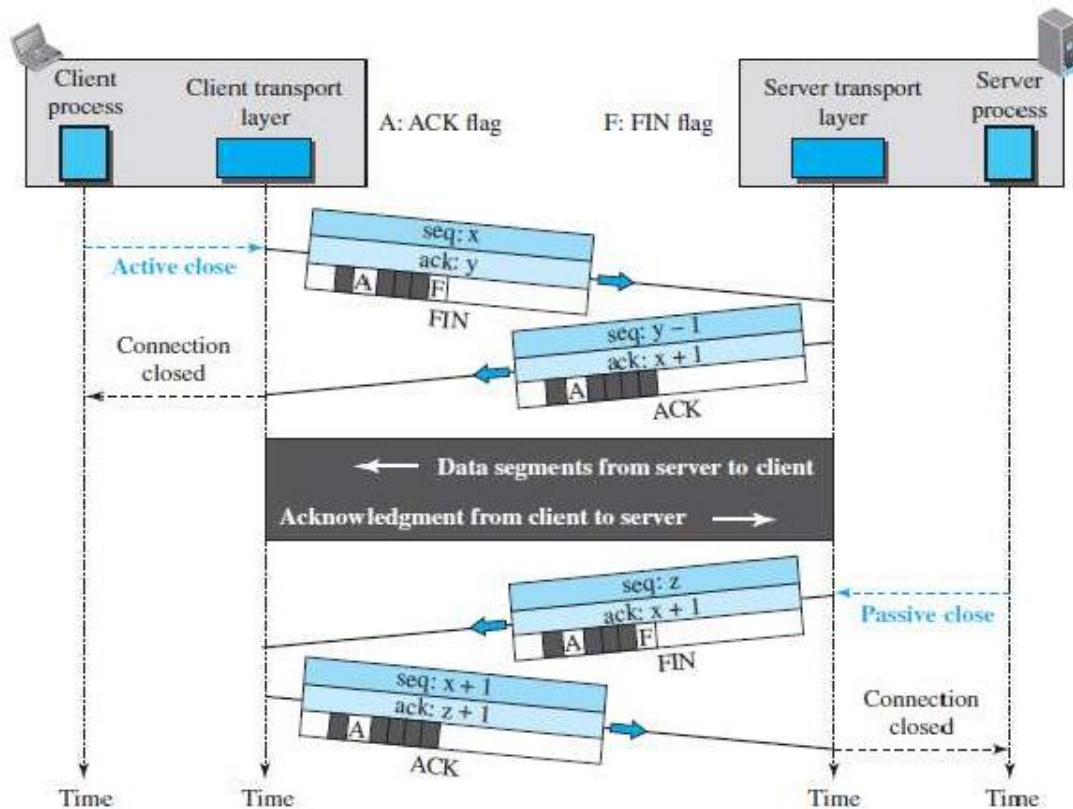 Client
process
Client transport
layer
A: ACK flag
F: FIN flag
Server transport
layer
Server
process
Active close
seq: x
ack: y
A
F
FIN
seq: y – 1
ack: x + 1
A
ACK
Connection
closed
Data segments from server to client
Acknowledgment from client to server
seq: z
ack: x + 1
A
F
FIN
Passive close
seq: x + 1
ack: z + 1
A
ACK
Connection
closed
Time
Time
Time
Time